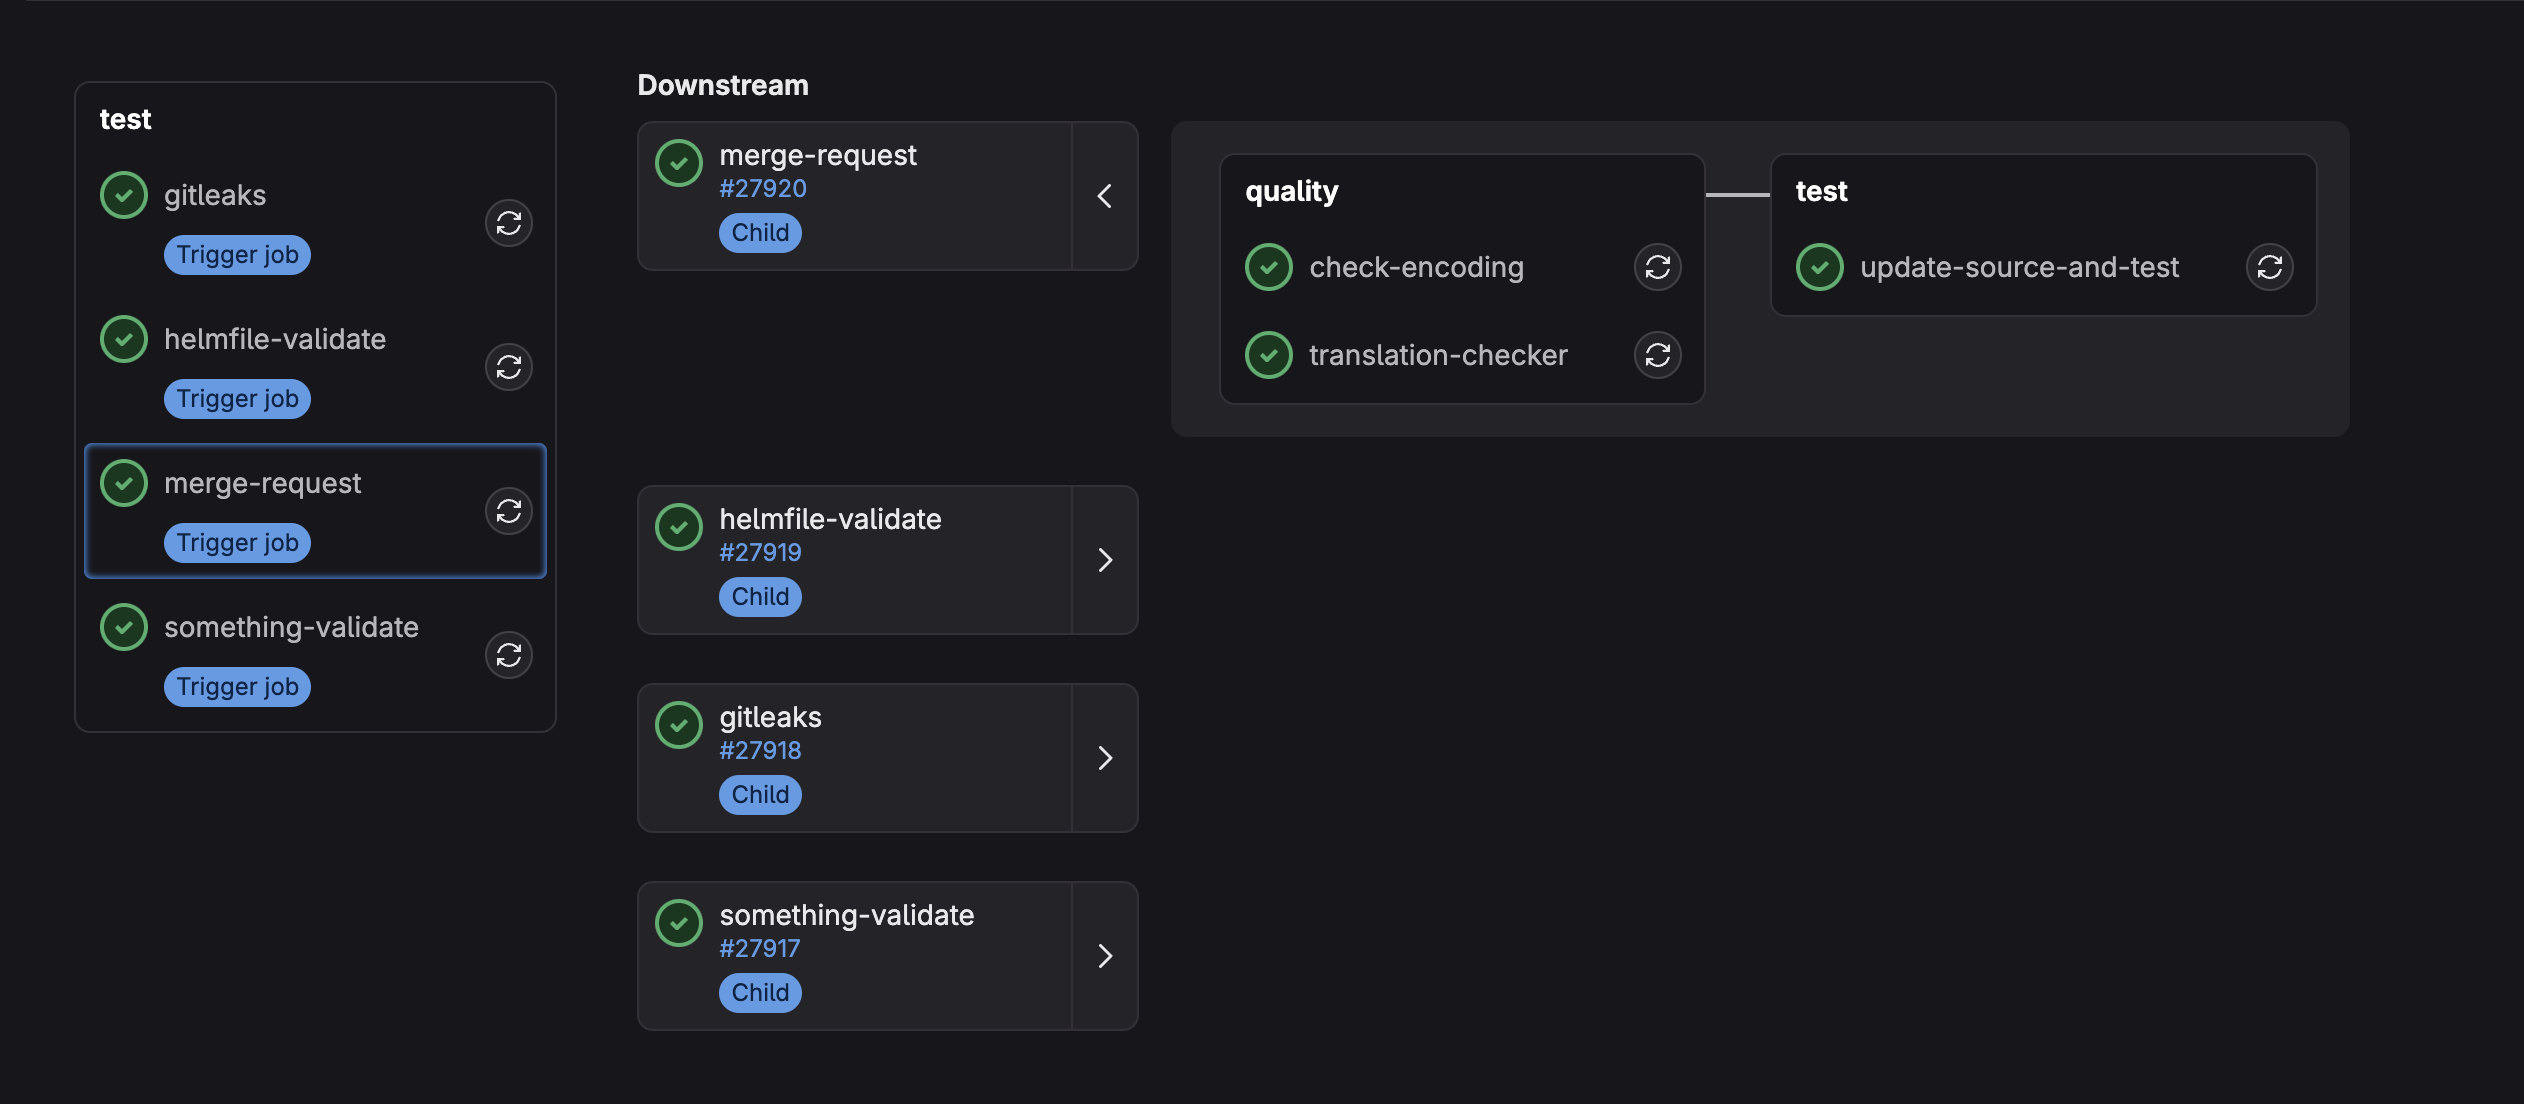 test
gitleaks
Trigger job
helmfile-validate
Trigger job
merge-request
Trigger job
something-validate
Trigger job
Downstream
merge-request
#27920
Child
quality
check-encoding
translation-checker
test
update-source-and-test
helmfile-validate
#27919
Child
gitleaks
#27918
Child
something-validate
#27917
Child